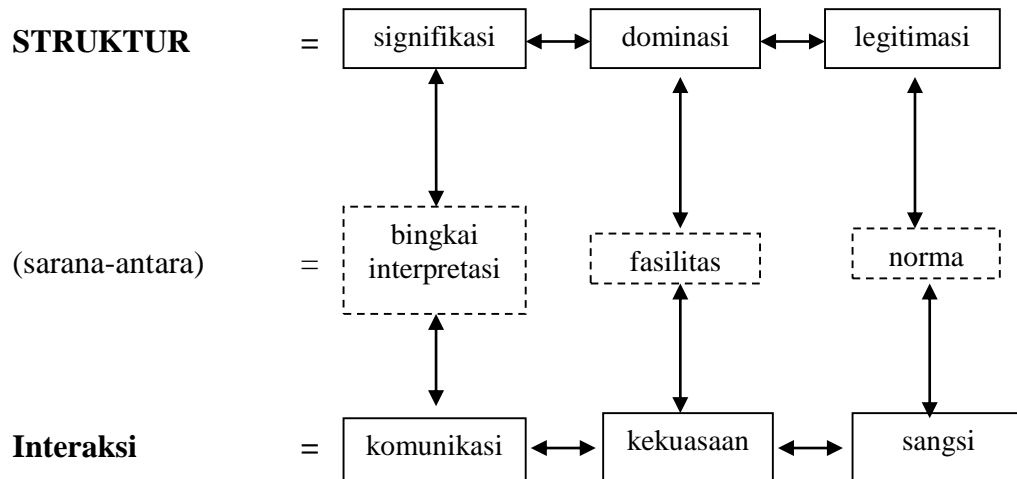 STRUKTUR = signifikasi dominasi legitimasi
bingkai
(sarana-antara) = interpretasi fasilitas norma
Interaksi = komunikasi kekuasaan sangsi